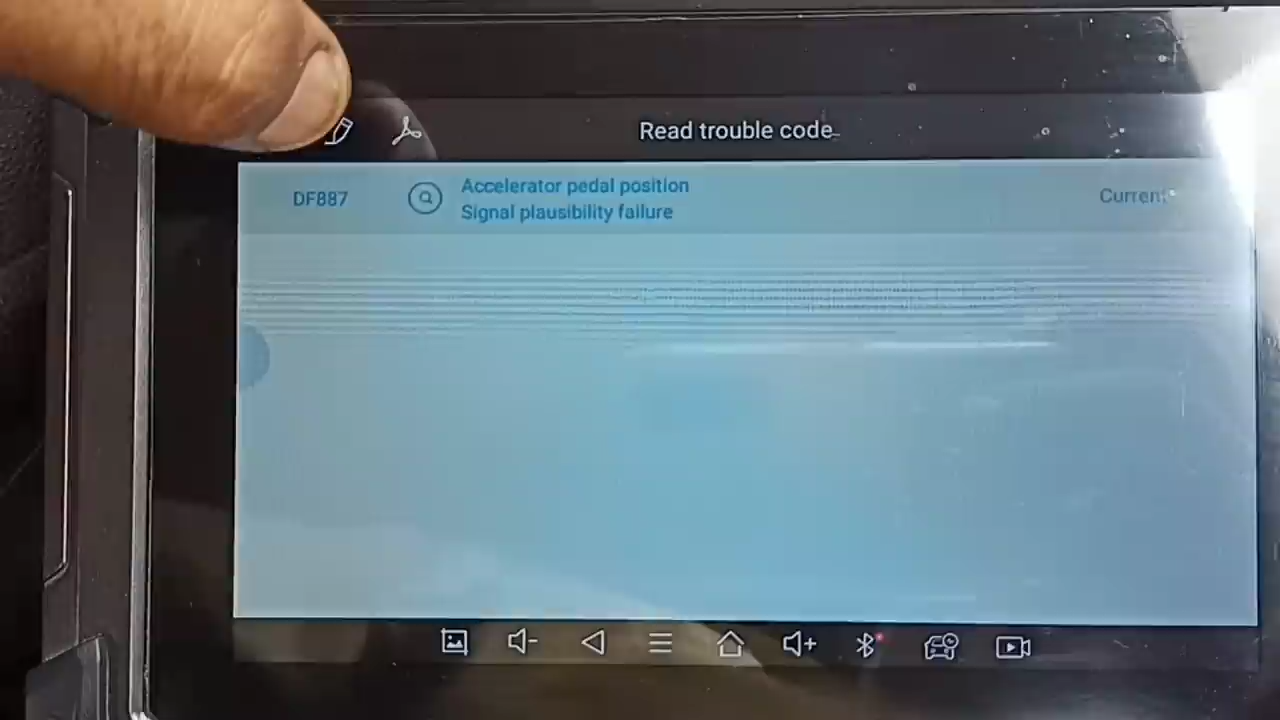 Read trouble code
DF887
Accelerator pedal position
Signal plausibility failure
Current